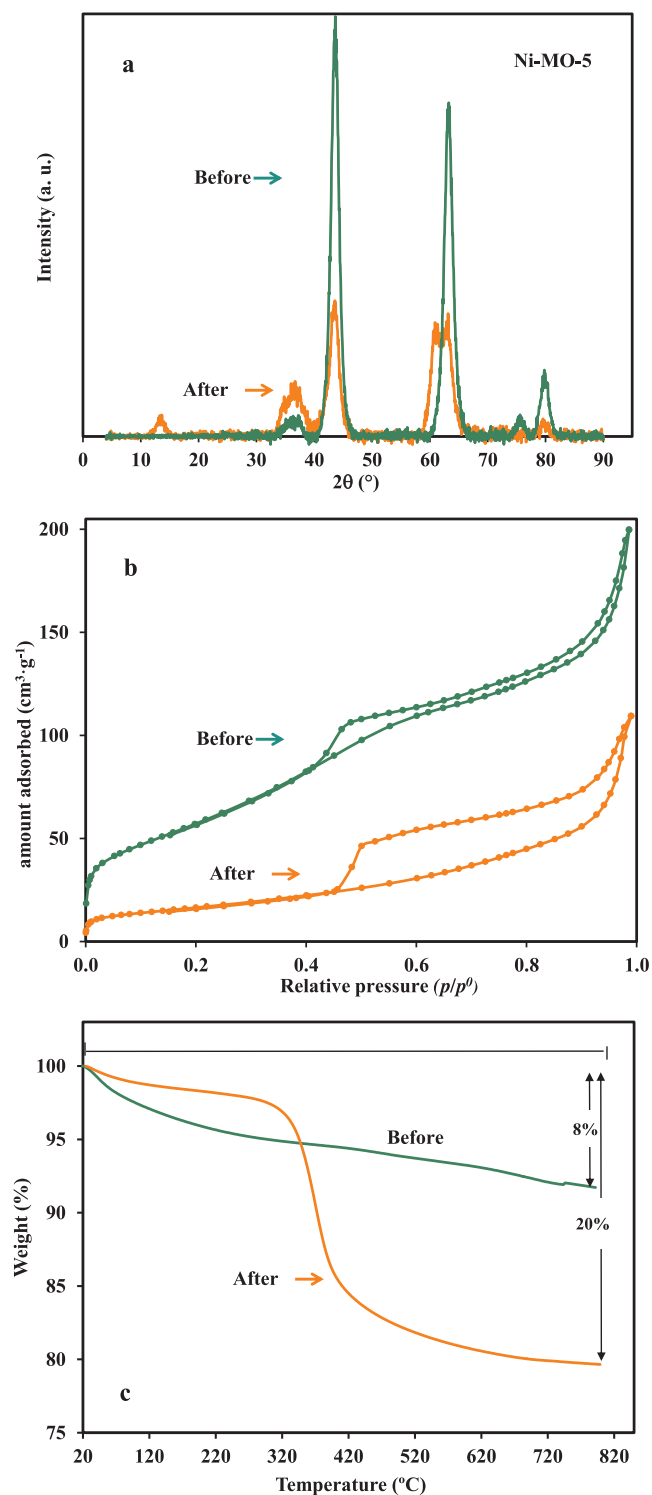 a
Ni-MO-5
Before
After
Intensity (a. u.)
0 10 20 30 40 50 60 70 80 90
2θ (°)
200
b
150
100
Before
50
After
0
amount adsorbed (cm³·g⁻¹)
0.0 0.2 0.4 0.6 0.8 1.0
Relative pressure (p/p⁰)
100
8%
Before
95
90
20%
After
85
80
c
75
Weight (%)
20 120 220 320 420 520 620 720 820
Temperature (ºC)